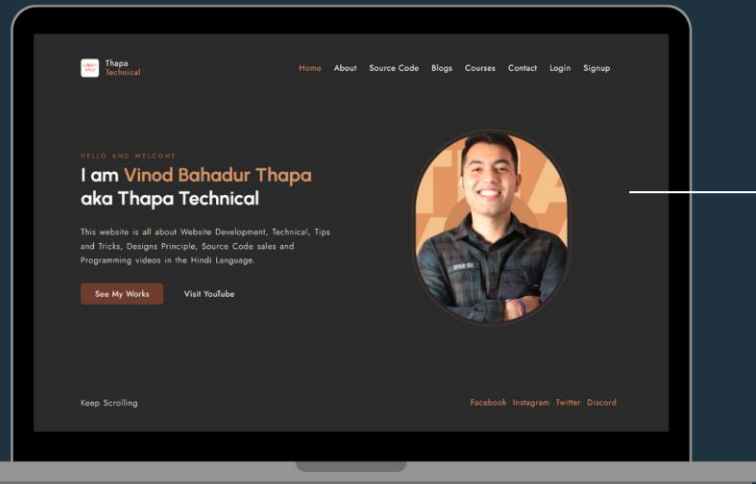 Thapa
Technical
Home About Source Code Blogs Courses Contact Login Signup
HELLO AND WELCOME
I am Vinod Bahadur Thapa
aka Thapa Technical
This website is all about Website Development, Technical, Tips
and Tricks, Designs Principle, Source Code sales and
Programming videos in the Hindi Language.
See My Works Visit YouTube
Keep Scrolling
Facebook Instagram Twitter Discord